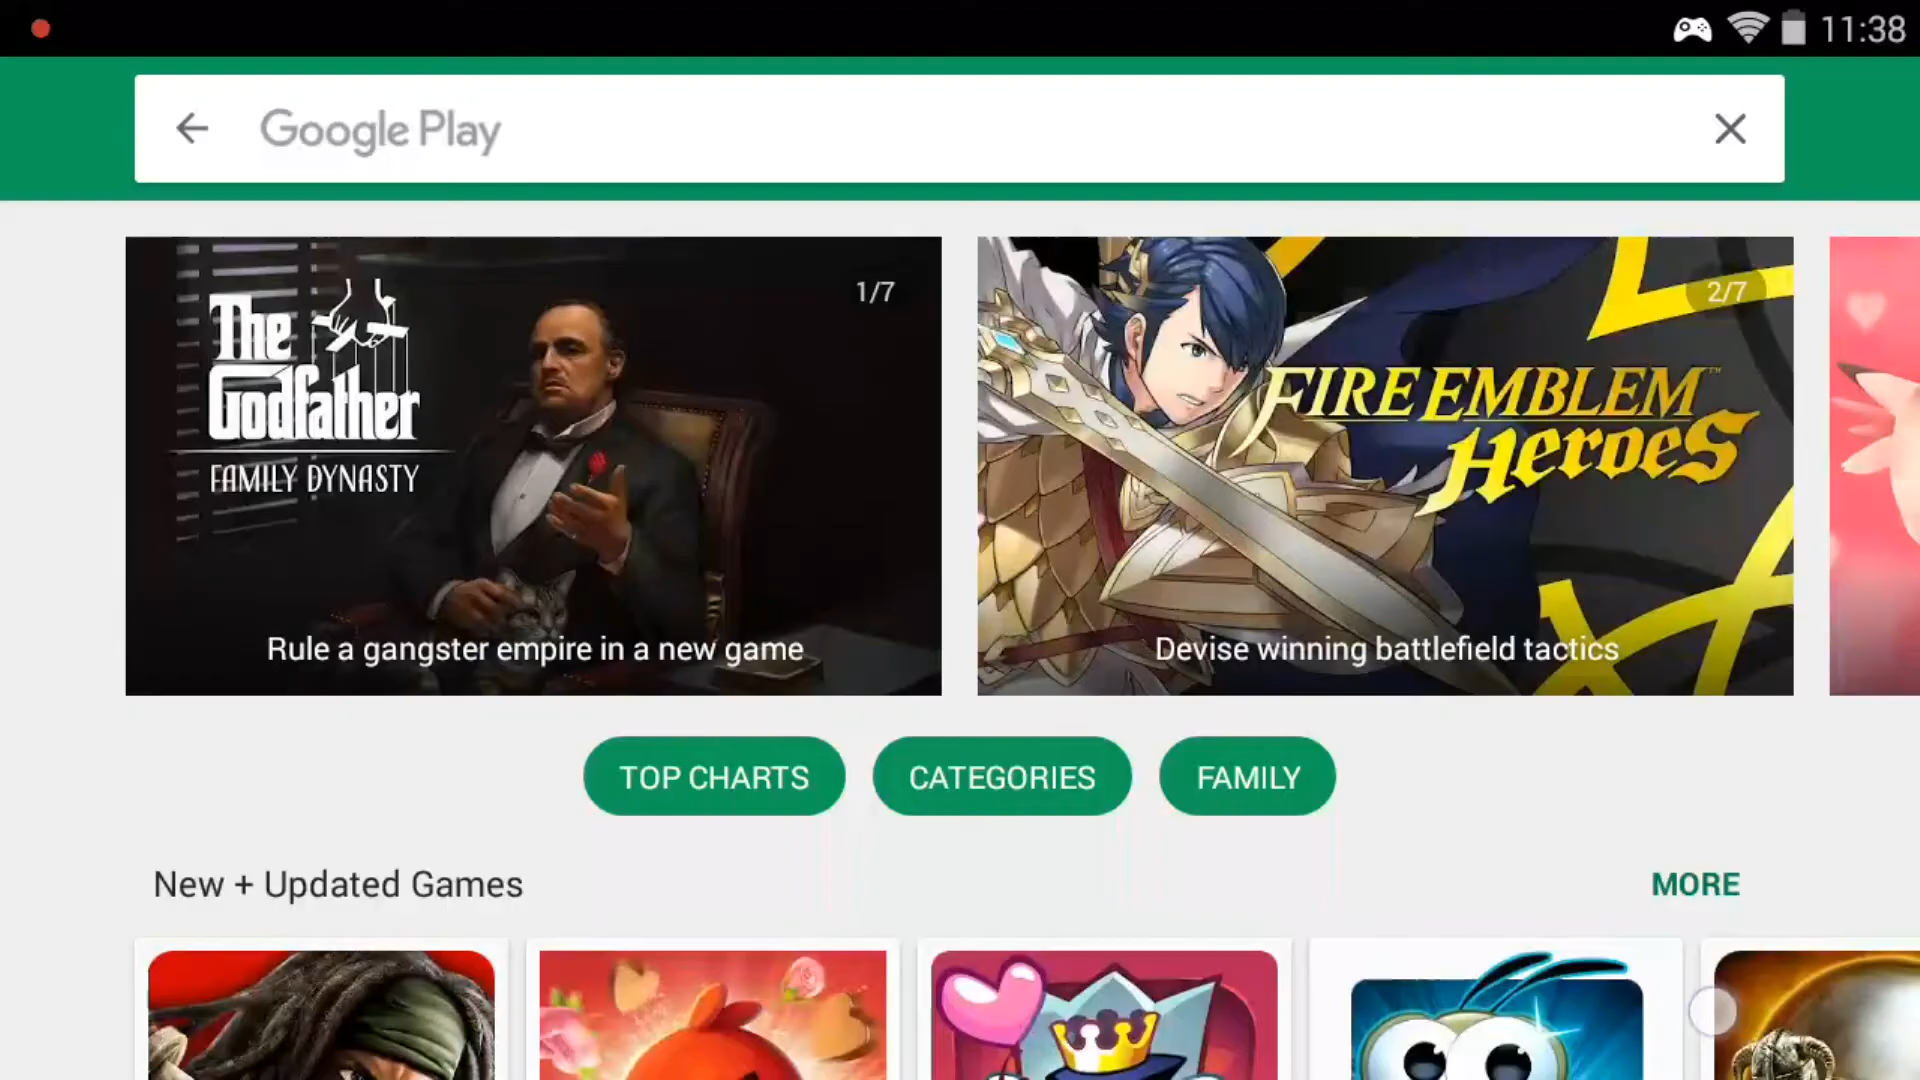 11:38
Google Play
The
Godfather
FAMILY DYNASTY
1/7
Rule a gangster empire in a new game
2/7
FIRE EMBLEM™
Heroes
Devise winning battlefield tactics
TOP CHARTS
CATEGORIES
FAMILY
New + Updated Games
MORE